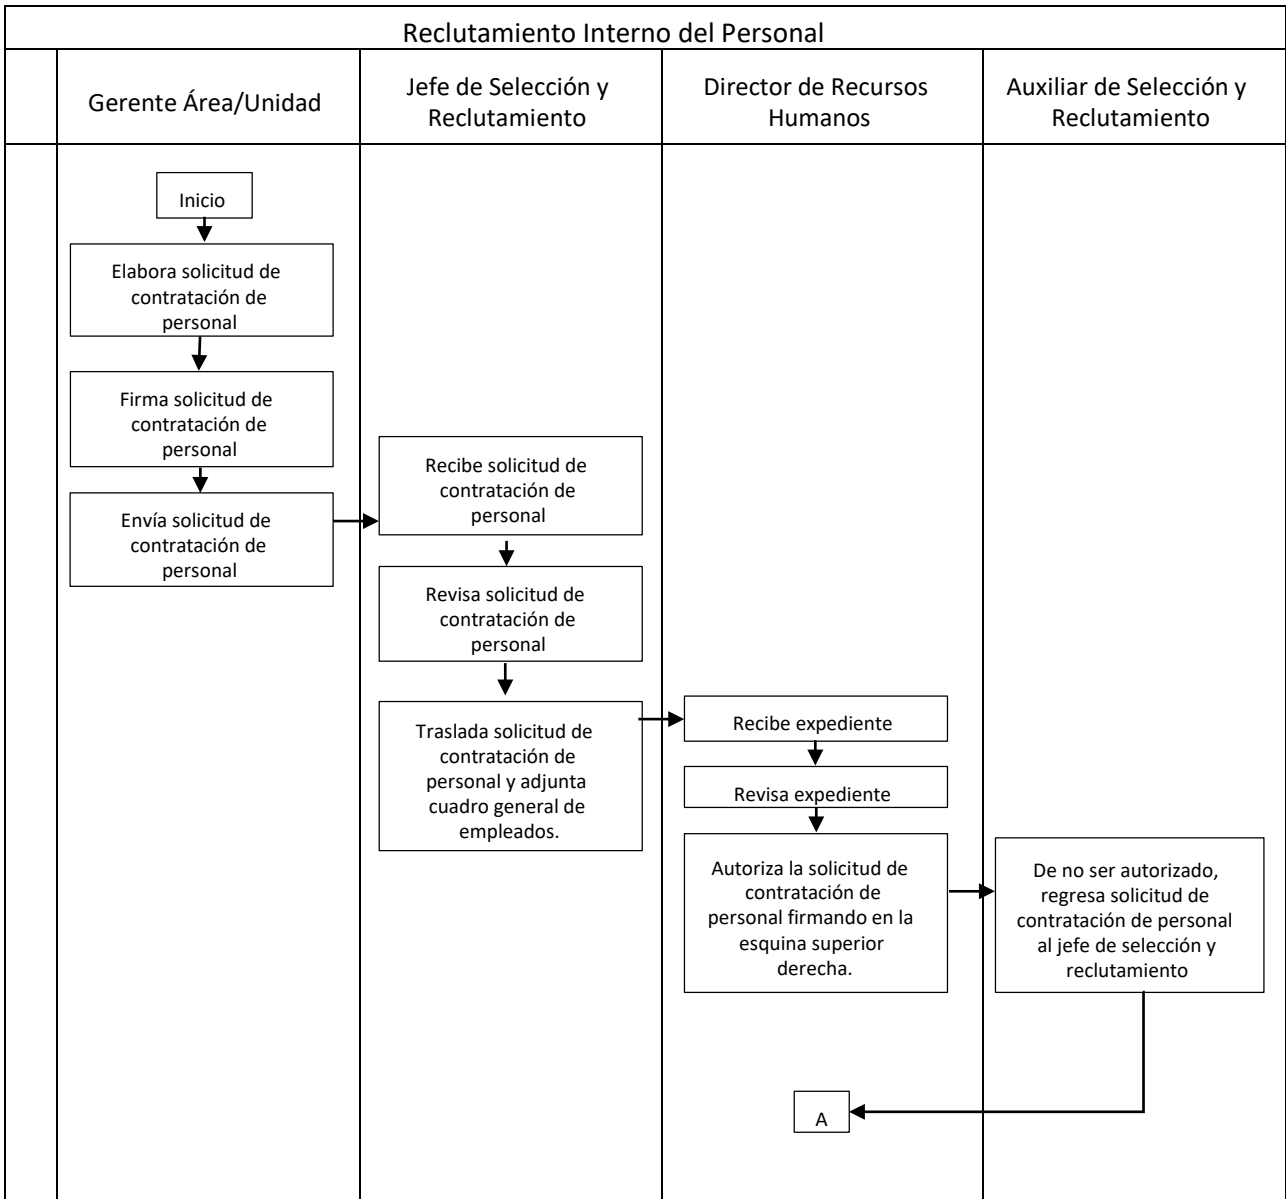 Reclutamiento Interno del Personal
Gerente Área/Unidad
Jefe de Selección y
Reclutamiento
Director de Recursos
Humanos
Auxiliar de Selección y
Reclutamiento
Inicio
Elabora solicitud de
contratación de
personal
Firma solicitud de
contratación de
personal
Envía solicitud de
contratación de
personal
Recibe solicitud de
contratación de
personal
Revisa solicitud de
contratación de
personal
Traslada solicitud de
contratación de
personal y adjunta
cuadro general de
empleados.
Recibe expediente
Revisa expediente
Autoriza la solicitud de
contratación de
personal firmando en la
esquina superior
derecha.
De no ser autorizado,
regresa solicitud de
contratación de personal
al jefe de selección y
reclutamiento
A